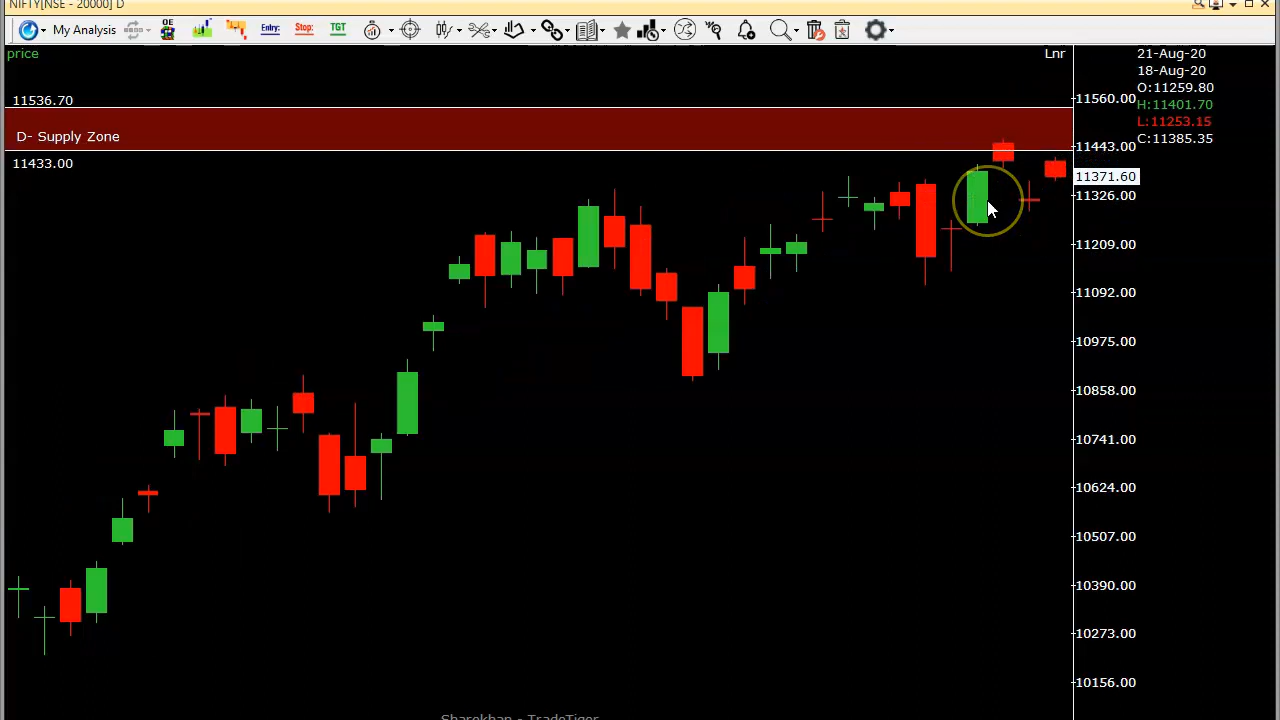 NIFTY[NSE - 20000] D
OE
My Analysis
Entry:
Stop:
TGT
price
Lnr
21-Aug-20
18-Aug-20
O:11259.80
H:11401.70
L:11253.15
C:11385.35
11536.70
D- Supply Zone
11433.00
11560.00
11443.00
11371.60
11326.00
11209.00
11092.00
10975.00
10858.00
10741.00
10624.00
10507.00
10390.00
10273.00
10156.00
Sharekhan - TradeTiger